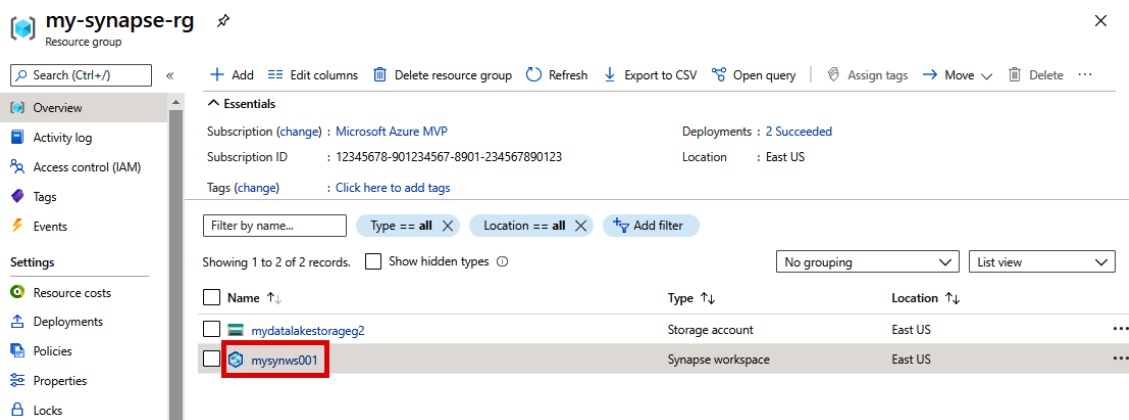 my-synapse-rg
Resource group
Search (Ctrl+/)
«
Add
Edit columns
Delete resource group
Refresh
Export to CSV
Open query
Assign tags
Move
Delete
...
Overview
Activity log
Access control (IAM)
Tags
Events
Settings
Resource costs
Deployments
Policies
Properties
Locks
Essentials
Subscription (change) : Microsoft Azure MVP
Deployments : 2 Succeeded
Subscription ID : 12345678-901234567-8901-234567890123
Location : East US
Tags (change) : Click here to add tags
Filter by name...
Type == all
Location == all
Add filter
Showing 1 to 2 of 2 records.
Show hidden types
No grouping
List view
Name
Type
Location
mydatalakestorageg2
Storage account
East US
...
mysynws001
Synapse workspace
East US
...